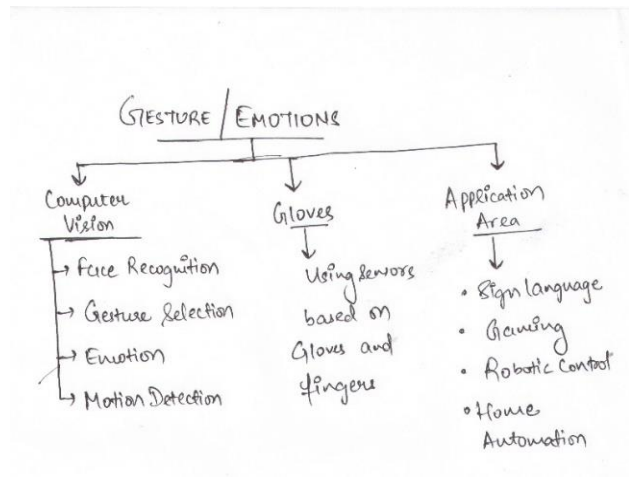 GESTURE / EMOTIONS
Computer
Vision
→ Face Recognition
→ Gesture Selection
→ Emotion
→ Motion Detection
Gloves
Using sensors
based on
Gloves and
fingers
Application
Area
• Sign language
• Gaming
• Robotic Control
• Home
Automation